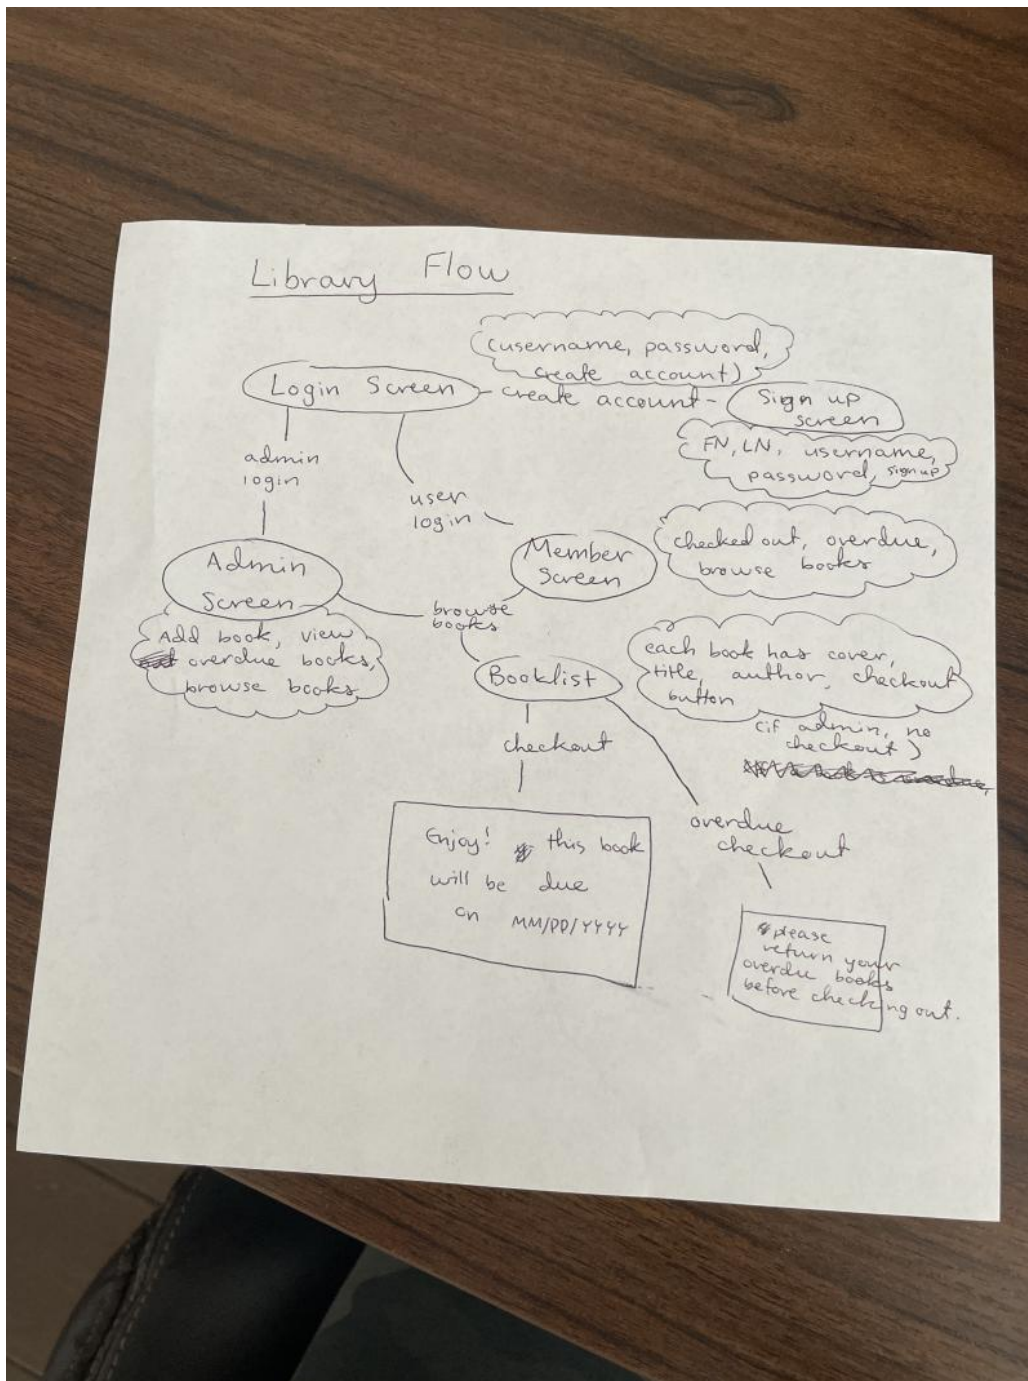 Library Flow
(username, password,
create account)
Login Screen
create account
Sign up
screen
FN, LN, username,
password, sign up
admin
login
user
login
Admin
Screen
Member
Screen
checked out, overdue,
browse books
browse
books
Add book, view
overdue books,
browse books
Booklist
each book has cover,
title, author, checkout
button
(if admin, no
checkout)
checkout
overdue
checkout
Enjoy! this book
will be due
on MM/DD/YYYY
please
return your
overdue books
before checking out.